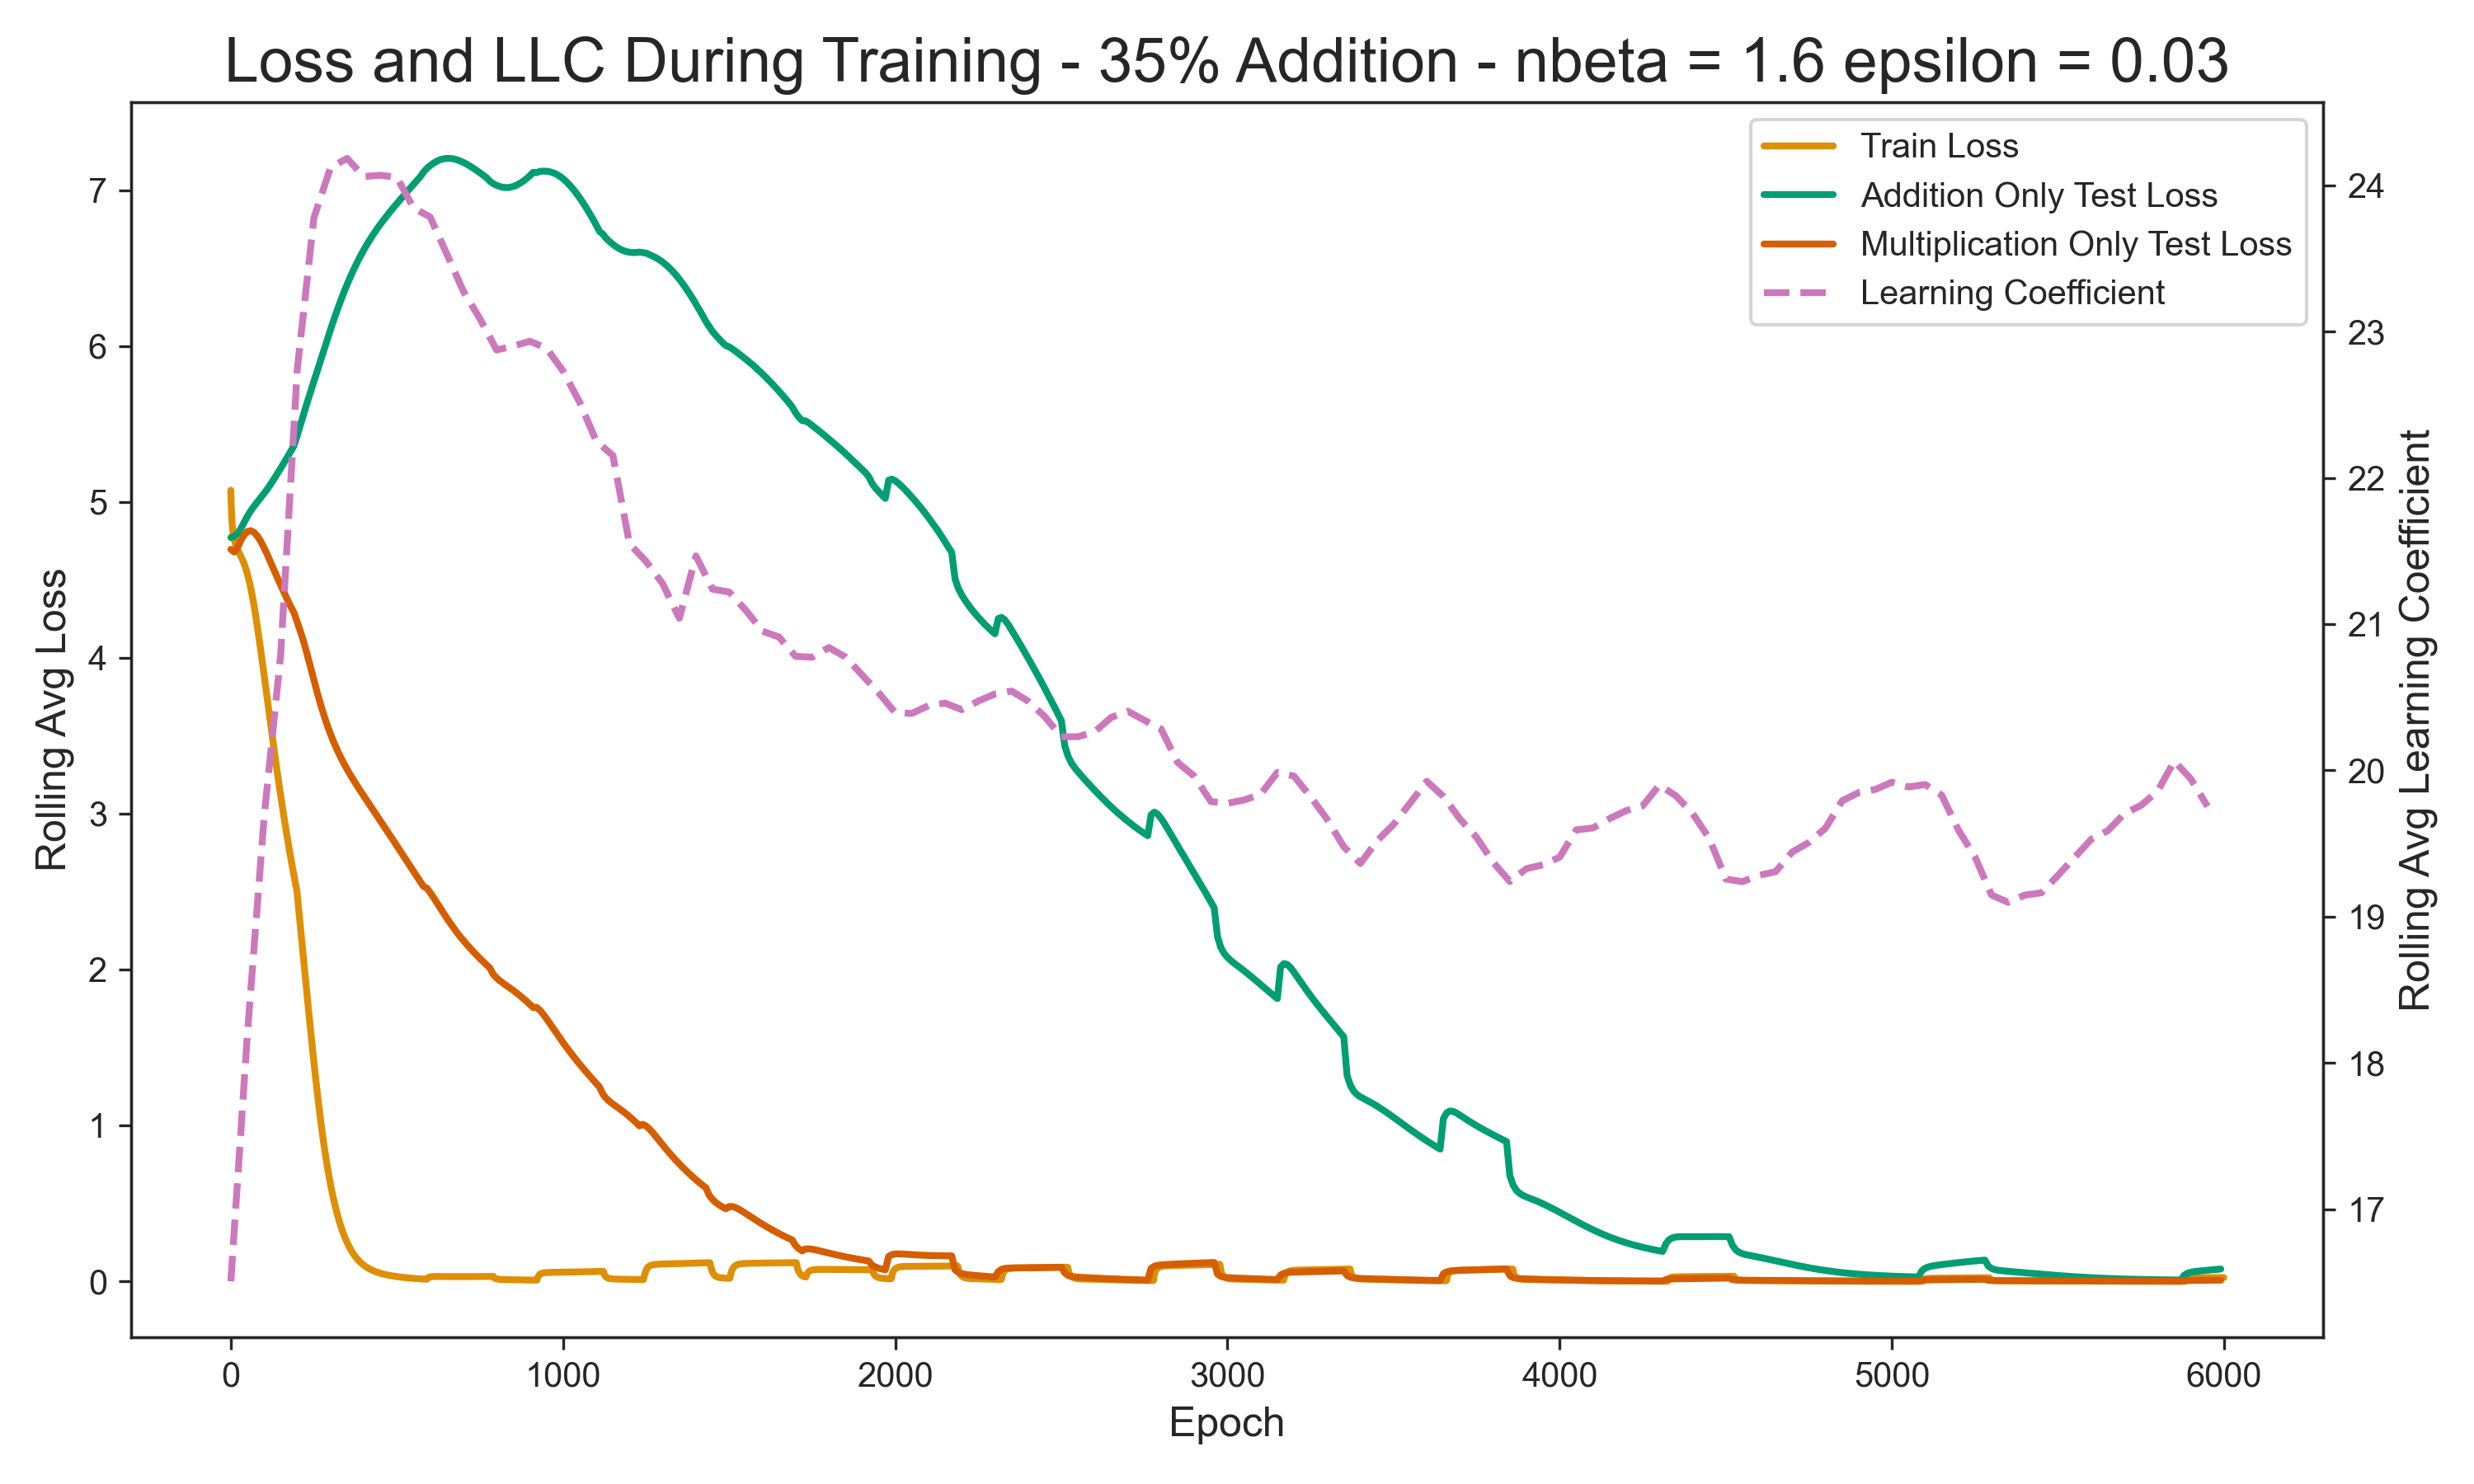 Loss and LLC During Training - 35% Addition - nbeta = 1.6 epsilon = 0.03
Train Loss
Addition Only Test Loss
Multiplication Only Test Loss
Learning Coefficient
Rolling Avg Loss
7
6
5
4
3
2
1
0
24
23
22
21
20
19
18
17
Rolling Avg Learning Coefficient
0 1000 2000 3000 4000 5000 6000
Epoch